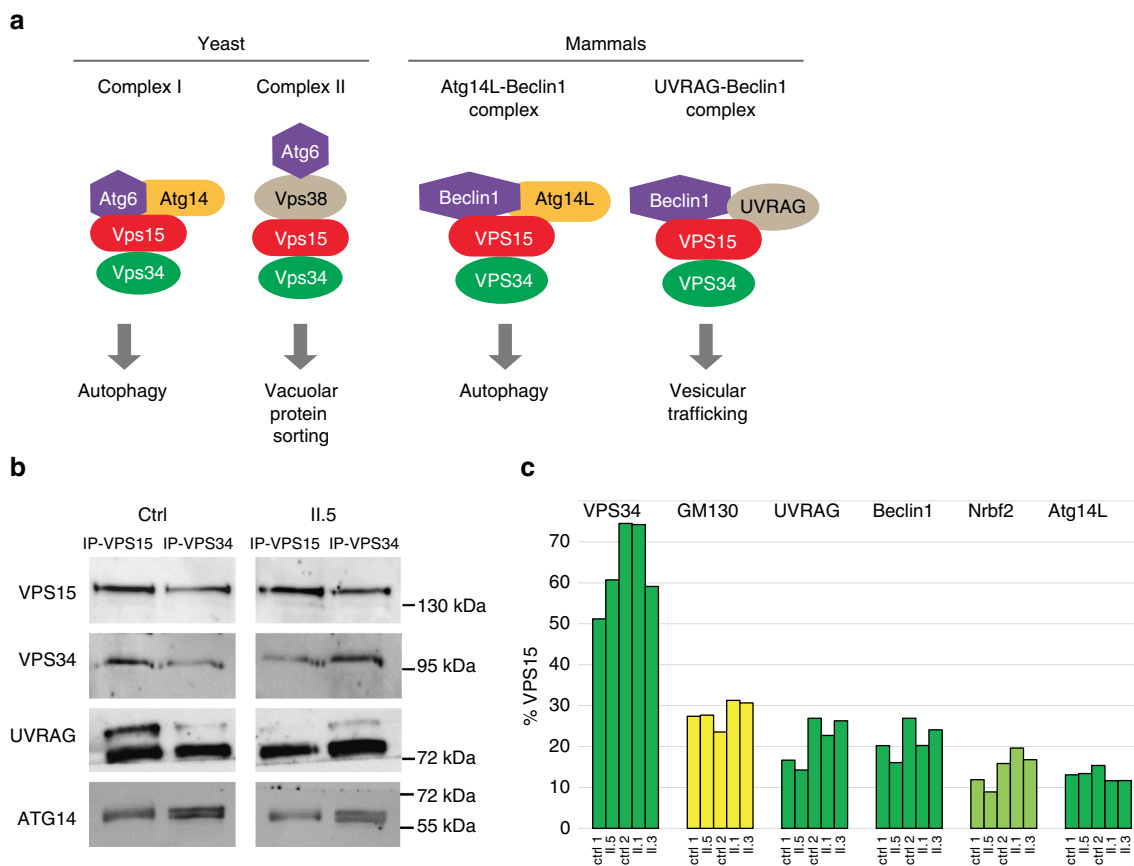 a
Yeast
Mammals
Complex I
Complex II
Atg14L-Beclin1
complex
UVRAG-Beclin1
complex
Atg6
Atg14
Vps15
Vps34
Atg6
Vps38
Vps15
Vps34
Beclin1
Atg14L
VPS15
VPS34
Beclin1
UVRAG
VPS15
VPS34
Autophagy
Vacuolar
protein
sorting
Autophagy
Vesicular
trafficking
b
Ctrl
II.5
IP-VPS15 IP-VPS34
IP-VPS15 IP-VPS34
VPS15
130 kDa
VPS34
95 kDa
UVRAG
72 kDa
ATG14
72 kDa
55 kDa
c
VPS34
GM130
UVRAG
Beclin1
Nrbf2
Atg14L
% VPS15
70
60
50
40
30
20
10
0
ctrl 1
II.5
ctrl 2
II.1
II.3
ctrl 1
II.5
ctrl 2
II.1
II.3
ctrl 1
II.5
ctrl 2
II.1
II.3
ctrl 1
II.5
ctrl 2
II.1
II.3
ctrl 1
II.5
ctrl 2
II.1
II.3
ctrl 1
II.5
ctrl 2
II.1
II.3